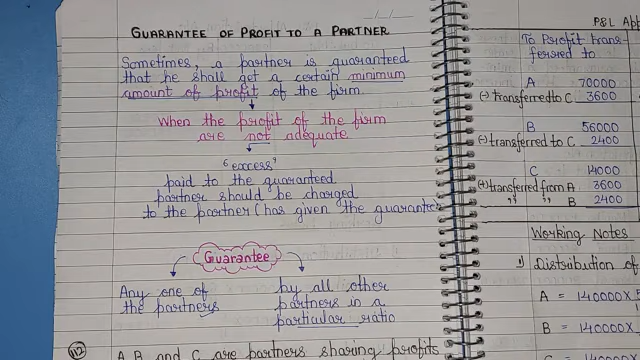 GUARANTEE OF PROFIT TO A PARTNER
Sometimes, a partner is guaranteed
that he shall get a certain minimum
amount of profit of the firm.
When the profit of the firm
are not adequate
"excess"
paid to the guaranteed
partner should be charged
to the partner (has given the guarantee
Guarantee
Any one of
the partners
by all other
partners in a
particular ratio
112
A B and C are partners sharing profits
P&L App
To Profit trans-
ferred to
A 70000
(-) transferred to C 3600
B 56000
(-) transferred to C 2400
C 14000
(+) transferred from A 3600
" " B 2400
Working Notes
1) Distribution of
A = 140000 X 5
B = 140000 X
C = 140000